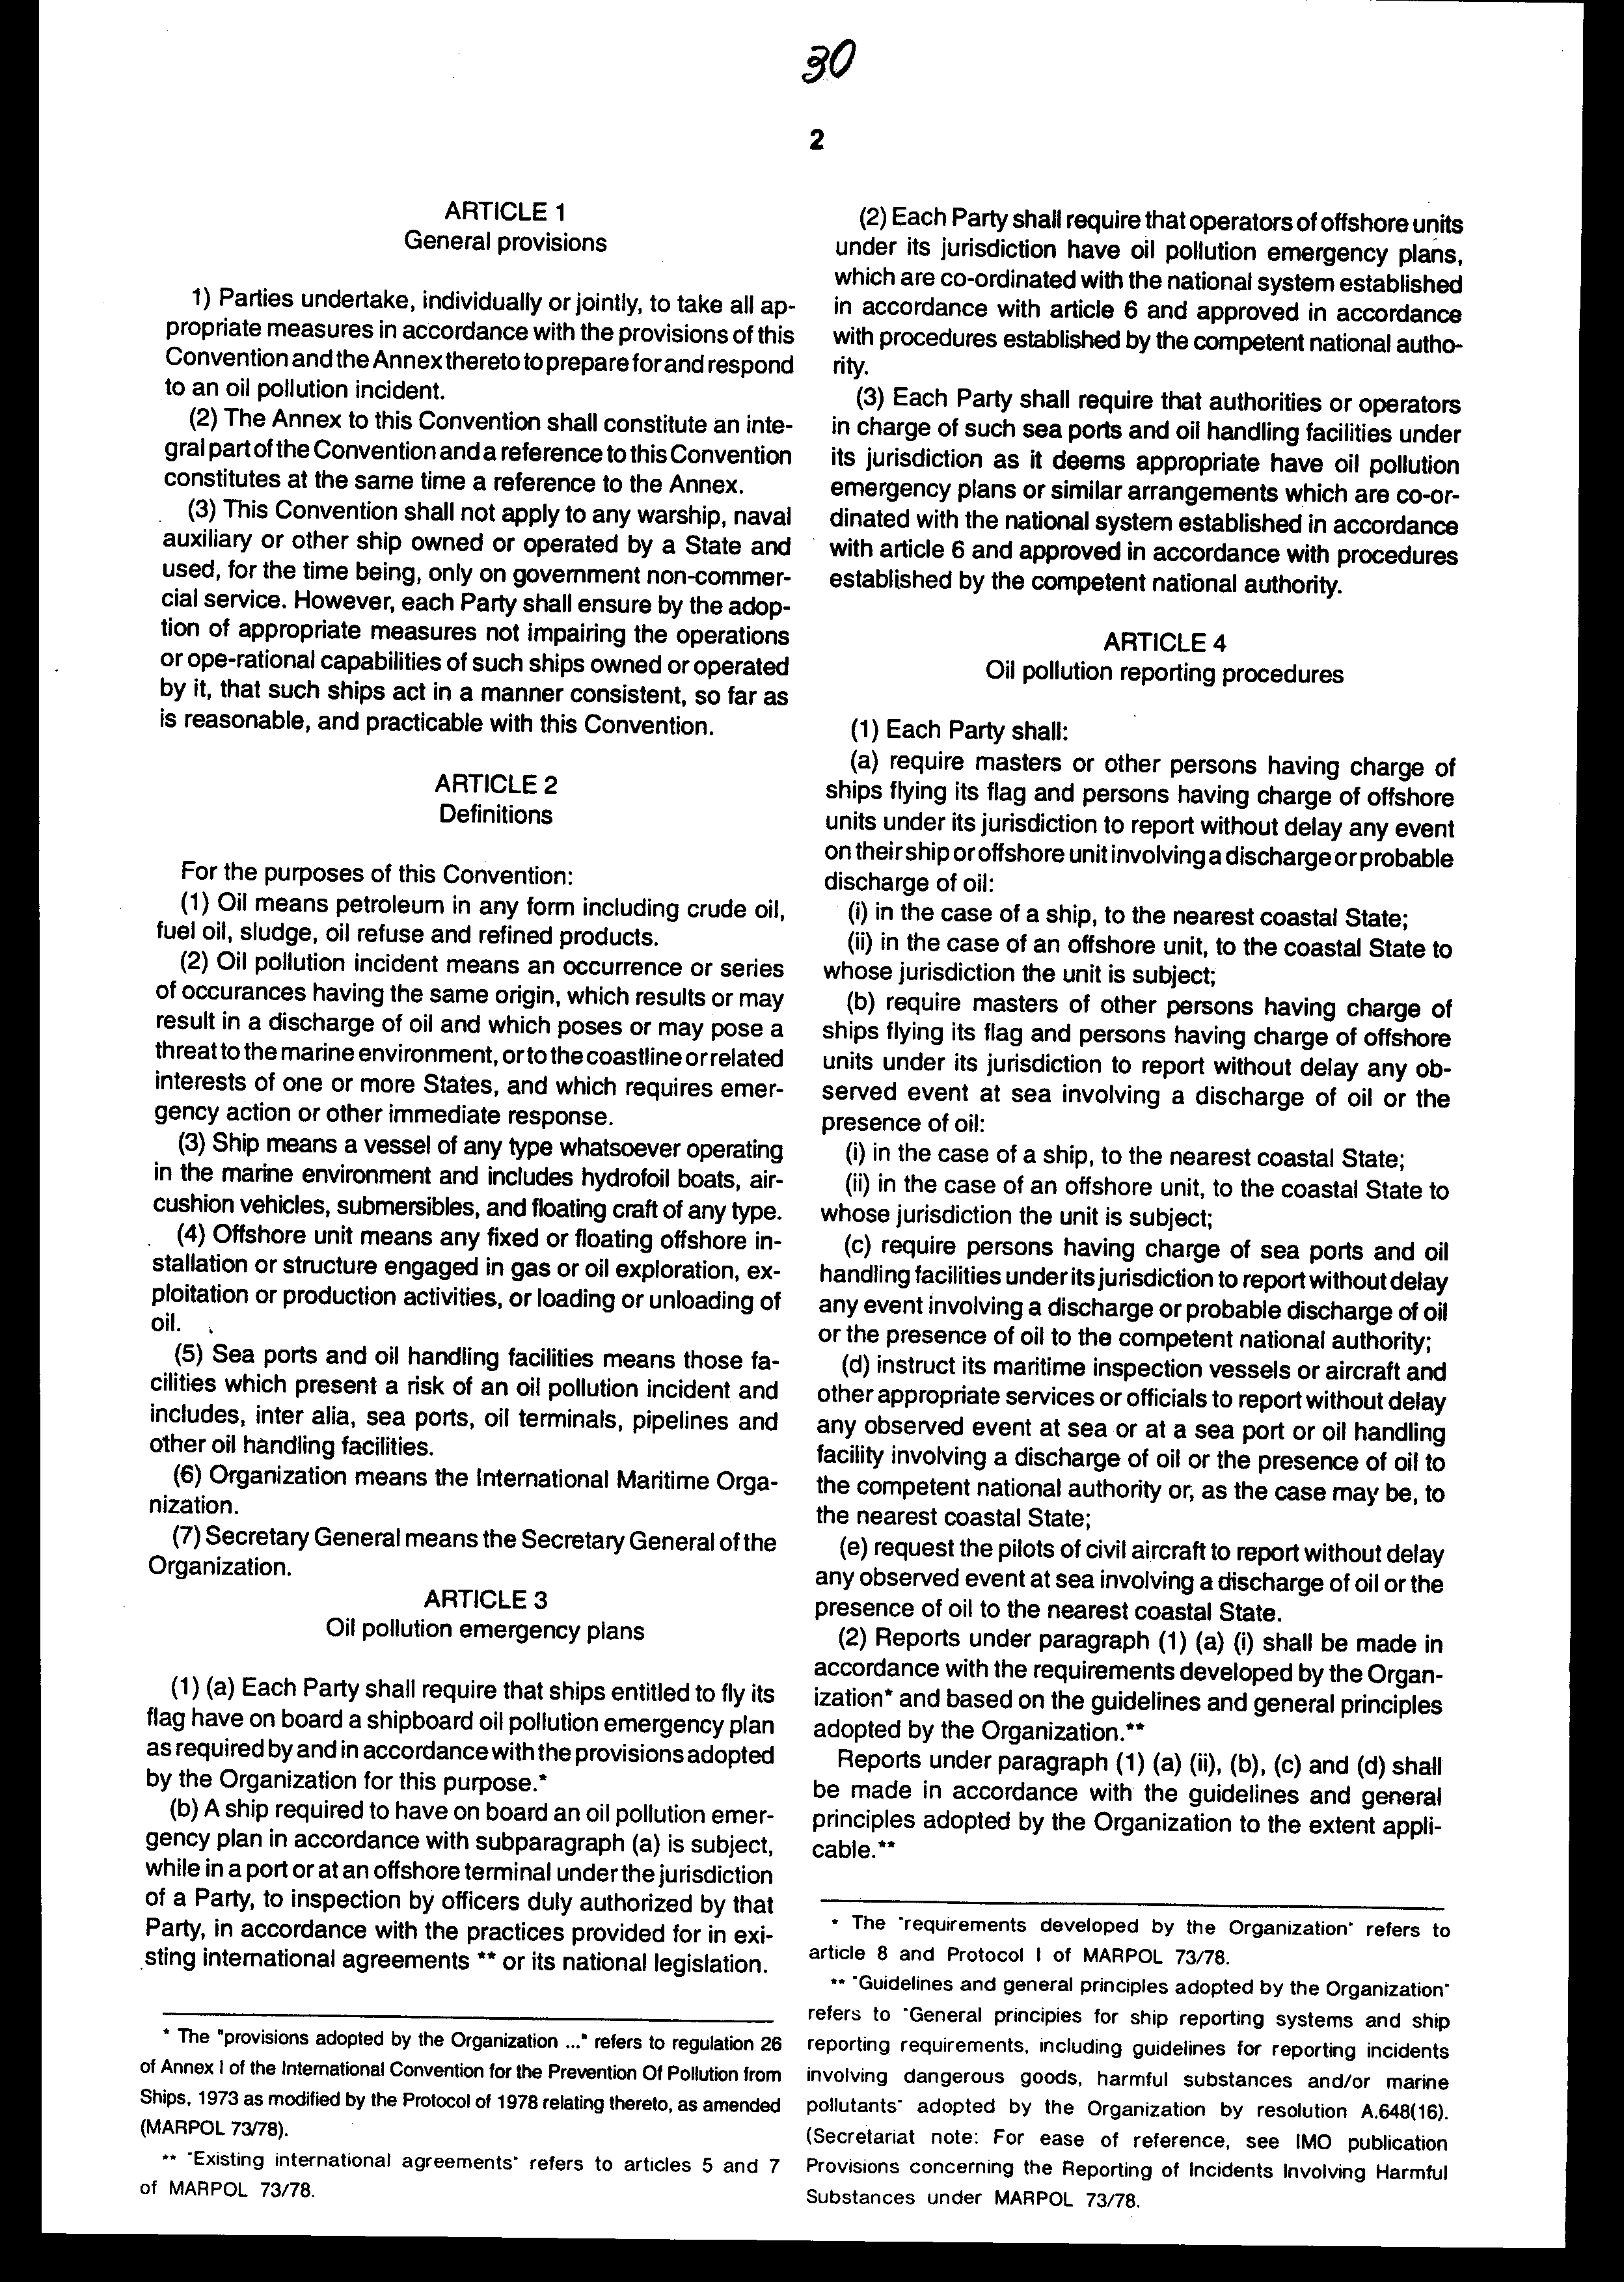 30
2
ARTICLE 1
General provisions
1) Parties undertake, individually or jointly, to take all ap-
propriate measures in accordance with the provisions of this
Convention and the Annex thereto to prepare for and respond
to an oil pollution incident.
(2) The Annex to this Convention shall constitute an inte-
gral part of the Convention and a reference to this Convention
constitutes at the same time a reference to the Annex.
(3) This Convention shall not apply to any warship, naval
auxiliary or other ship owned or operated by a State and
used, for the time being, only on government non-commer-
cial service. However, each Party shall ensure by the adop-
tion of appropriate measures not impairing the operations
or ope-rational capabilities of such ships owned or operated
by it, that such ships act in a manner consistent, so far as
is reasonable, and practicable with this Convention.
ARTICLE 2
Definitions
For the purposes of this Convention:
(1) Oil means petroleum in any form including crude oil,
fuel oil, sludge, oil refuse and refined products.
(2) Oil pollution incident means an occurrence or series
of occurances having the same origin, which results or may
result in a discharge of oil and which poses or may pose a
threat to the marine environment, or to the coastline or related
interests of one or more States, and which requires emer-
gency action or other immediate response.
(3) Ship means a vessel of any type whatsoever operating
in the marine environment and includes hydrofoil boats, air-
cushion vehicles, submersibles, and floating craft of any type.
(4) Offshore unit means any fixed or floating offshore in-
stallation or structure engaged in gas or oil exploration, ex-
ploitation or production activities, or loading or unloading of
oil.
(5) Sea ports and oil handling facilities means those fa-
cilities which present a risk of an oil pollution incident and
includes, inter alia, sea ports, oil terminals, pipelines and
other oil handling facilities.
(6) Organization means the International Maritime Orga-
nization.
(7) Secretary General means the Secretary General of the
Organization.
ARTICLE 3
Oil pollution emergency plans
(1) (a) Each Party shall require that ships entitled to fly its
flag have on board a shipboard oil pollution emergency plan
as required by and in accordance with the provisions adopted
by the Organization for this purpose.*
(b) A ship required to have on board an oil pollution emer-
gency plan in accordance with subparagraph (a) is subject,
while in a port or at an offshore terminal under the jurisdiction
of a Party, to inspection by officers duly authorized by that
Party, in accordance with the practices provided for in exi-
sting international agreements ** or its national legislation.
* The "provisions adopted by the Organization ..." refers to regulation 26
of Annex I of the International Convention for the Prevention Of Pollution from
Ships, 1973 as modified by the Protocol of 1978 relating thereto, as amended
(MARPOL 73/78).
** "Existing international agreements" refers to articles 5 and 7
of MARPOL 73/78.
(2) Each Party shall require that operators of offshore units
under its jurisdiction have oil pollution emergency plans,
which are co-ordinated with the national system established
in accordance with article 6 and approved in accordance
with procedures established by the competent national autho-
rity.
(3) Each Party shall require that authorities or operators
in charge of such sea ports and oil handling facilities under
its jurisdiction as it deems appropriate have oil pollution
emergency plans or similar arrangements which are co-or-
dinated with the national system established in accordance
with article 6 and approved in accordance with procedures
established by the competent national authority.
ARTICLE 4
Oil pollution reporting procedures
(1) Each Party shall:
(a) require masters or other persons having charge of
ships flying its flag and persons having charge of offshore
units under its jurisdiction to report without delay any event
on their ship or offshore unit involving a discharge or probable
discharge of oil:
(i) in the case of a ship, to the nearest coastal State;
(ii) in the case of an offshore unit, to the coastal State to
whose jurisdiction the unit is subject;
(b) require masters of other persons having charge of
ships flying its flag and persons having charge of offshore
units under its jurisdiction to report without delay any ob-
served event at sea involving a discharge of oil or the
presence of oil:
(i) in the case of a ship, to the nearest coastal State;
(ii) in the case of an offshore unit, to the coastal State to
whose jurisdiction the unit is subject;
(c) require persons having charge of sea ports and oil
handling facilities under its jurisdiction to report without delay
any event involving a discharge or probable discharge of oil
or the presence of oil to the competent national authority;
(d) instruct its maritime inspection vessels or aircraft and
other appropriate services or officials to report without delay
any observed event at sea or at a sea port or oil handling
facility involving a discharge of oil or the presence of oil to
the competent national authority or, as the case may be, to
the nearest coastal State;
(e) request the pilots of civil aircraft to report without delay
any observed event at sea involving a discharge of oil or the
presence of oil to the nearest coastal State.
(2) Reports under paragraph (1) (a) (i) shall be made in
accordance with the requirements developed by the Organ-
ization* and based on the guidelines and general principles
adopted by the Organization.**
Reports under paragraph (1) (a) (ii), (b), (c) and (d) shall
be made in accordance with the guidelines and general
principles adopted by the Organization to the extent appli-
cable.**
* The "requirements developed by the Organization" refers to
article 8 and Protocol I of MARPOL 73/78.
** "Guidelines and general principles adopted by the Organization"
refers to "General principies for ship reporting systems and ship
reporting requirements, including guidelines for reporting incidents
involving dangerous goods, harmful substances and/or marine
pollutants" adopted by the Organization by resolution A.648(16).
(Secretariat note: For ease of reference, see IMO publication
Provisions concerning the Reporting of Incidents Involving Harmful
Substances under MARPOL 73/78.